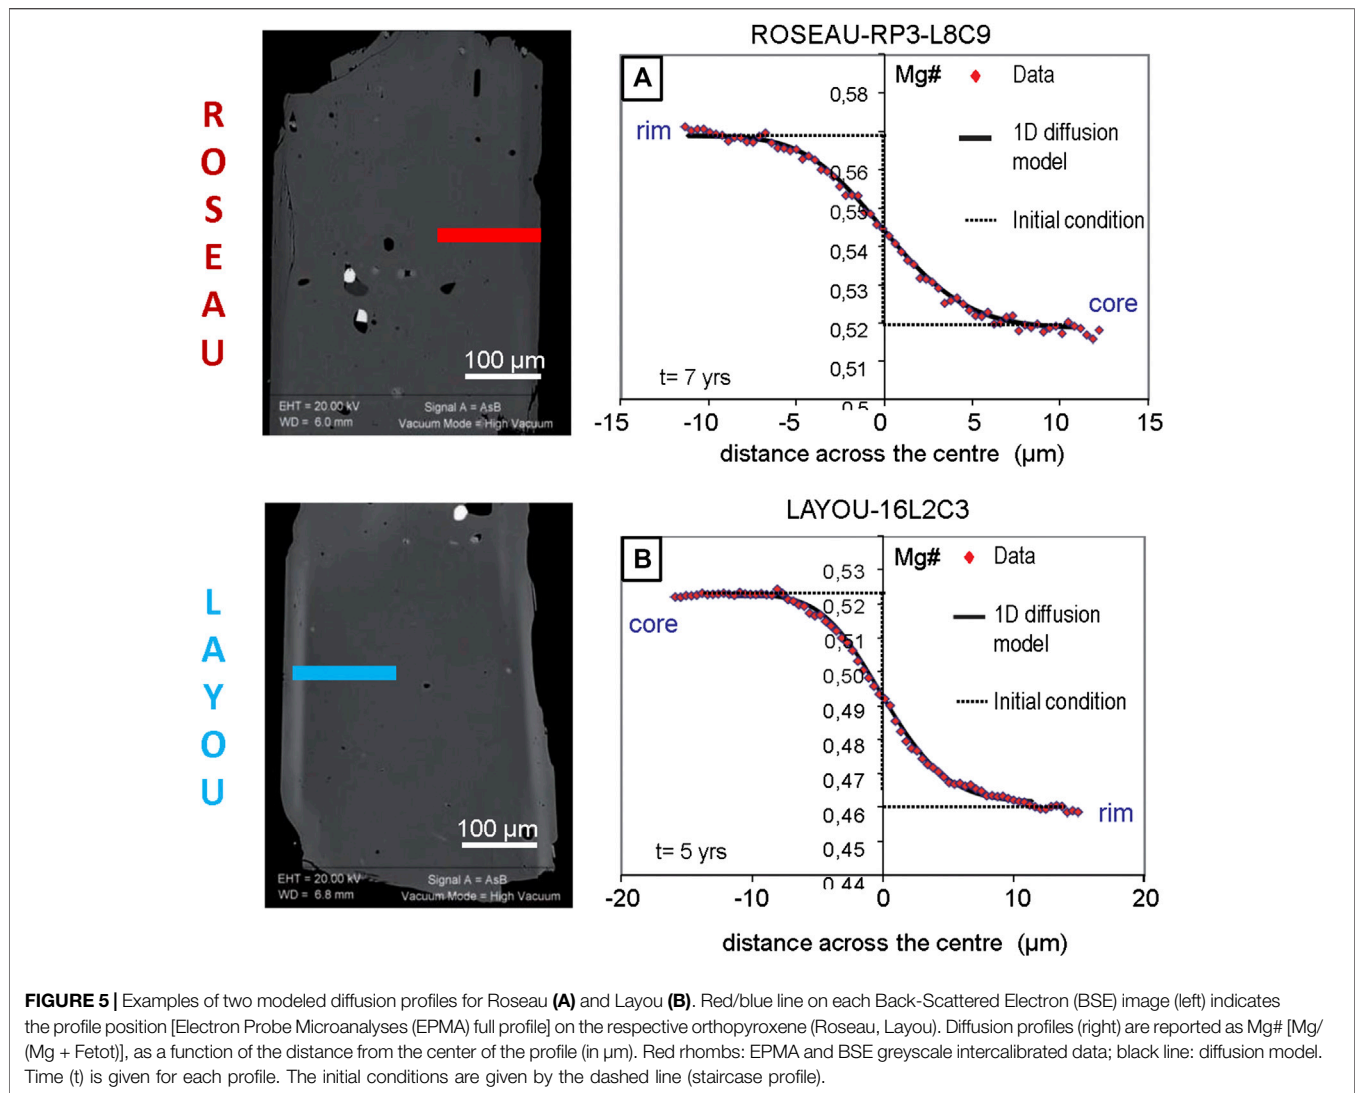 ROSEAU
EHT = 20.00 kV
WD = 6.0 mm
Signal A = AsB
Vacuum Mode = High Vacuum
100 µm
ROSEAU-RP3-L8C9
A
Mg#
Data
1D diffusion
model
Initial condition
rim
core
0,58
0,56
0,55
0,54
0,53
0,52
0,51
0,5
t= 7 yrs
-15 -10 -5 0 5 10 15
distance across the centre (µm)
LAYOU
100 µm
EHT = 20.00 kV
WD = 6.8 mm
Signal A = AsB
Vacuum Mode = High Vacuum
LAYOU-16L2C3
B
Mg#
Data
1D diffusion
model
Initial condition
core
rim
0,53
0,52
0,51
0,50
0,49
0,48
0,47
0,46
0,45
0,44
t= 5 yrs
-20 -10 0 10 20
distance across the centre (µm)
FIGURE 5 | Examples of two modeled diffusion profiles for Roseau (A) and Layou (B). Red/blue line on each Back-Scattered Electron (BSE) image (left) indicates
the profile position [Electron Probe Microanalyses (EPMA) full profile] on the respective orthopyroxene (Roseau, Layou). Diffusion profiles (right) are reported as Mg# [Mg/
(Mg + Fetot)], as a function of the distance from the center of the profile (in µm). Red rhombs: EPMA and BSE greyscale intercalibrated data; black line: diffusion model.
Time (t) is given for each profile. The initial conditions are given by the dashed line (staircase profile).